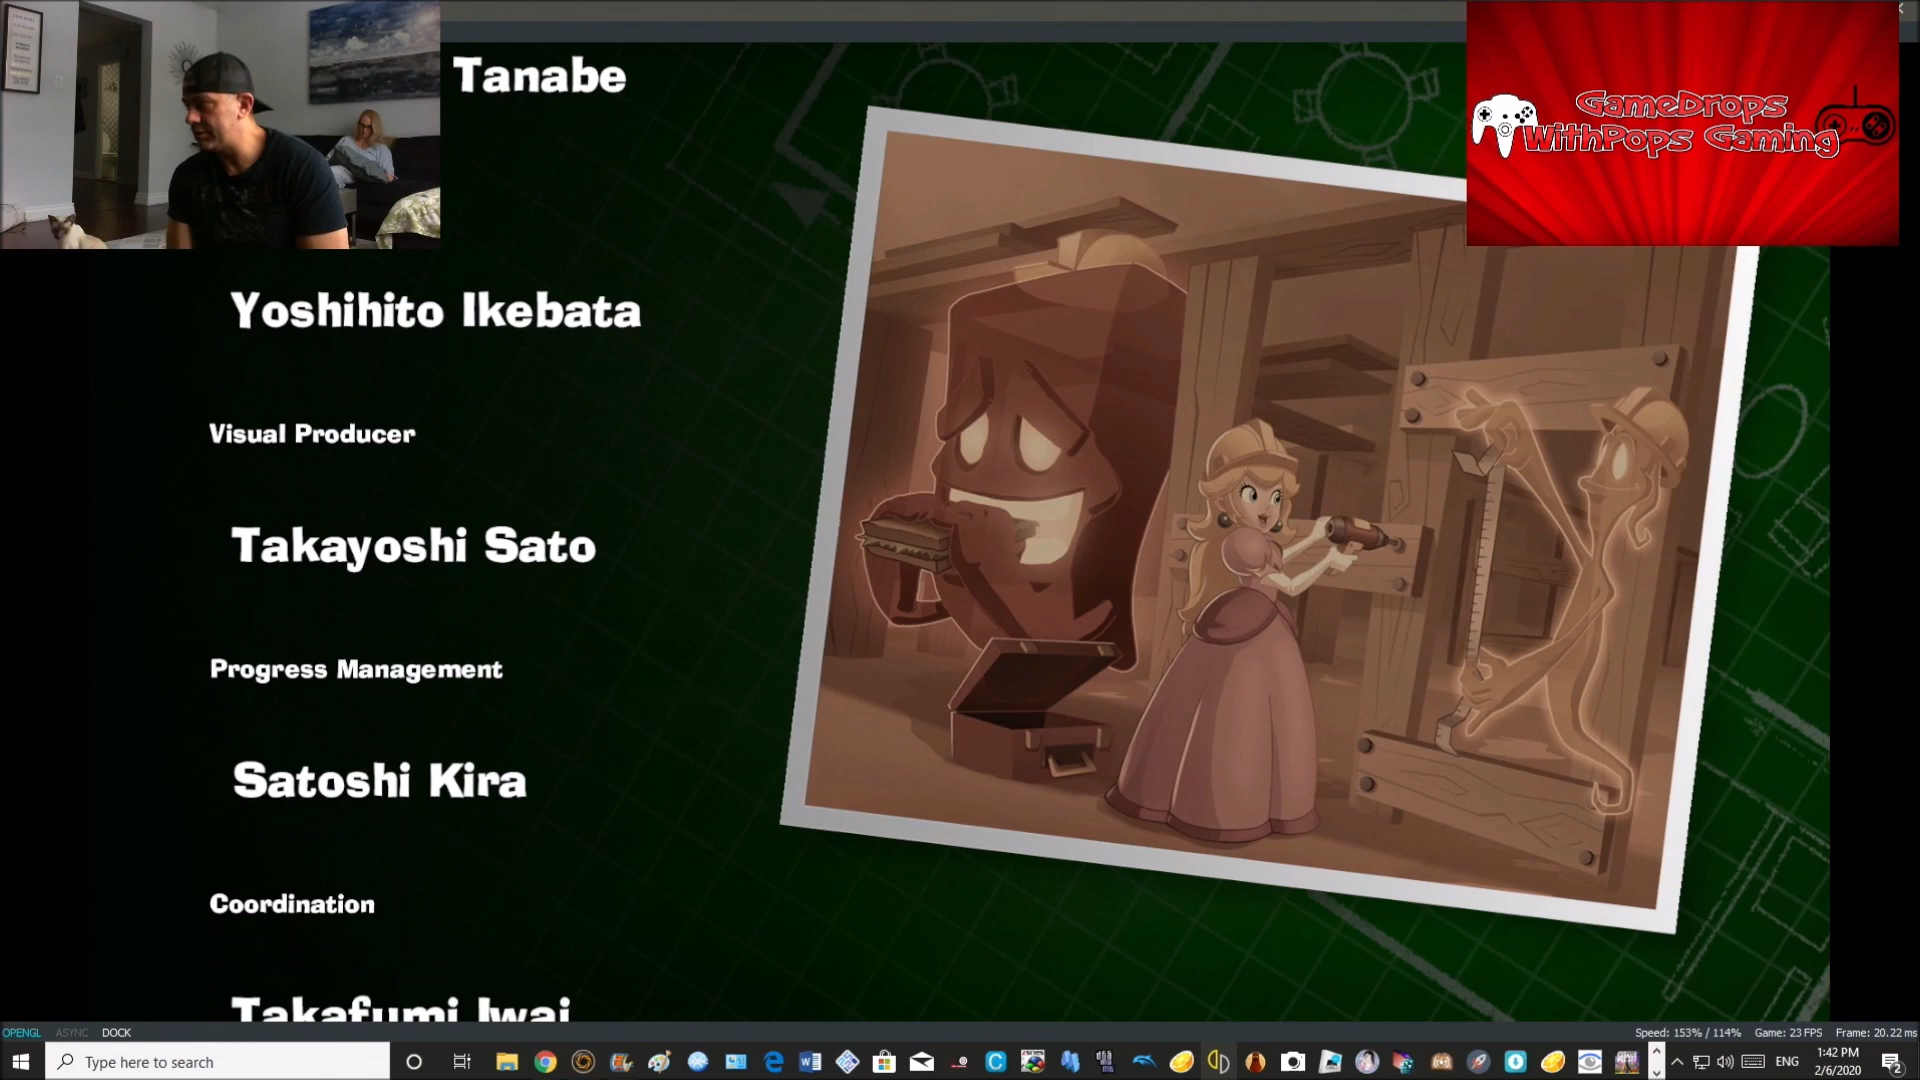 Tanabe
GameDrops
WithPops Gaming
Yoshihito Ikebata
Visual Producer
Takayoshi Sato
Progress Management
Satoshi Kira
Coordination
Takafumi Iwai
OPENGL ASYNC DOCK
Speed: 153% / 114% Game: 23 FPS Frame: 20.22 ms
Type here to search
ENG
1:42 PM
2/6/2020
2